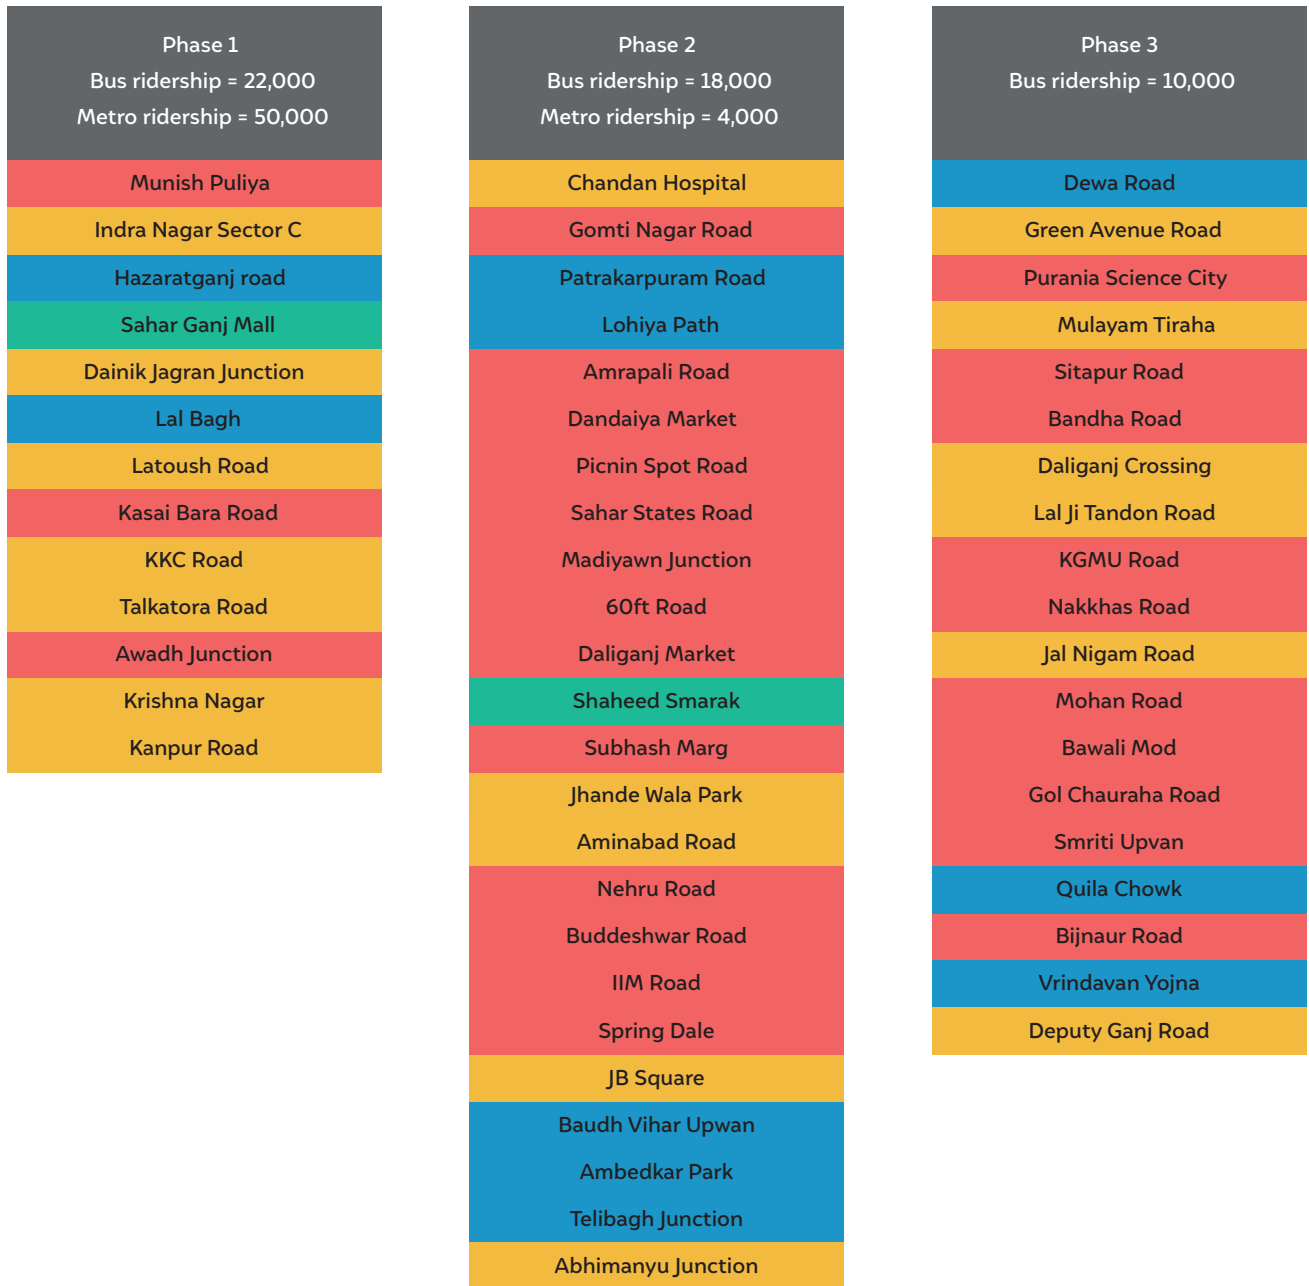 Phase 1
Bus ridership = 22,000
Metro ridership = 50,000
Munish Puliya
Indra Nagar Sector C
Hazaratganj road
Sahar Ganj Mall
Dainik Jagran Junction
Lal Bagh
Latoush Road
Kasai Bara Road
KKC Road
Talkatora Road
Awadh Junction
Krishna Nagar
Kanpur Road
Phase 2
Bus ridership = 18,000
Metro ridership = 4,000
Chandan Hospital
Gomti Nagar Road
Patrakarpuram Road
Lohiya Path
Amrapali Road
Dandaiya Market
Picnin Spot Road
Sahar States Road
Madiyawn Junction
60ft Road
Daliganj Market
Shaheed Smarak
Subhash Marg
Jhande Wala Park
Aminabad Road
Nehru Road
Buddeshwar Road
IIM Road
Spring Dale
JB Square
Baudh Vihar Upwan
Ambedkar Park
Telibagh Junction
Abhimanyu Junction
Phase 3
Bus ridership = 10,000
Dewa Road
Green Avenue Road
Purania Science City
Mulayam Tiraha
Sitapur Road
Bandha Road
Daliganj Crossing
Lal Ji Tandon Road
KGMU Road
Nakkhas Road
Jal Nigam Road
Mohan Road
Bawali Mod
Gol Chauraha Road
Smriti Upvan
Quila Chowk
Bijnaur Road
Vrindavan Yojna
Deputy Ganj Road